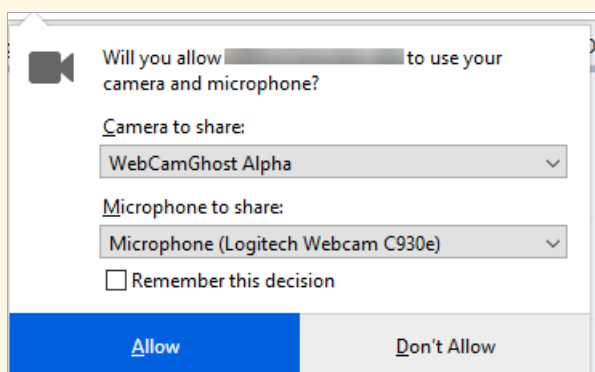 Will you allow to use your
camera and microphone?
Camera to share:
WebCamGhost Alpha
Microphone to share:
Microphone (Logitech Webcam C930e)
Remember this decision
Allow
Don't Allow